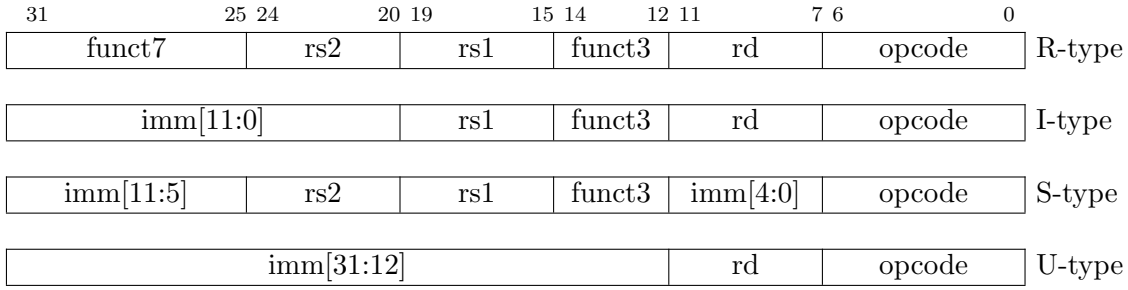 31 25 24 20 19 15 14 12 11 7 6 0
funct7 rs2 rs1 funct3 rd opcode R-type
imm[11:0] rs1 funct3 rd opcode I-type
imm[11:5] rs2 rs1 funct3 imm[4:0] opcode S-type
imm[31:12] rd opcode U-type